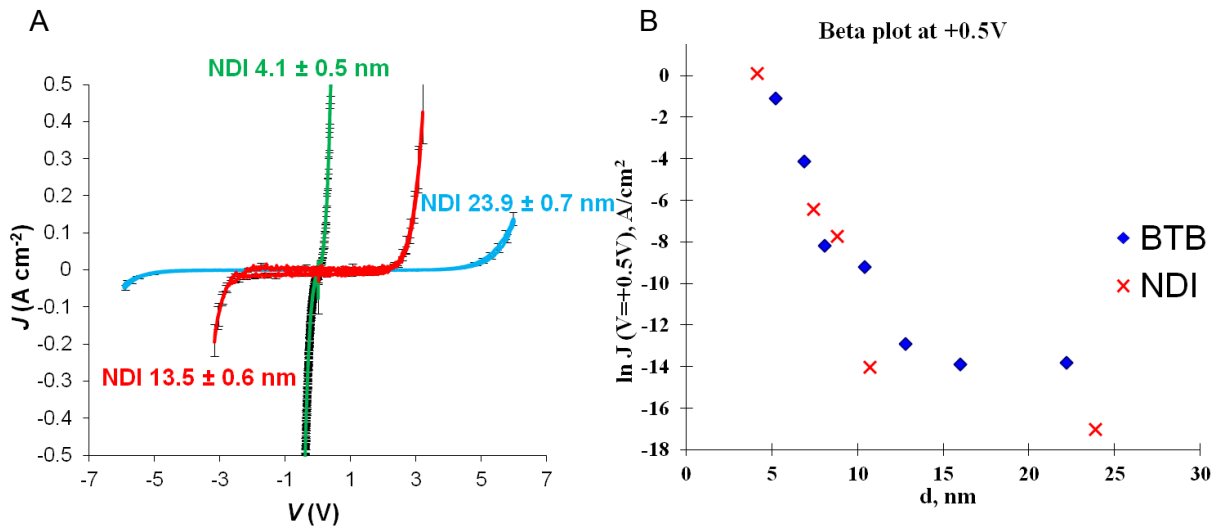 A
NDI 4.1 ± 0.5 nm
0.5
0.4
0.3
0.2
0.1
0
-0.1
-0.2
-0.3
-0.4
-0.5
J (A cm-2)
NDI 23.9 ± 0.7 nm
NDI 13.5 ± 0.6 nm
-7 -5 -3 -1 1 3 5 7
V (V)
B
Beta plot at +0.5V
0
-2
-4
-6
-8
-10
-12
-14
-16
-18
ln J (V=+0.5V), A/cm2
BTB
NDI
0 5 10 15 20 25 30
d, nm